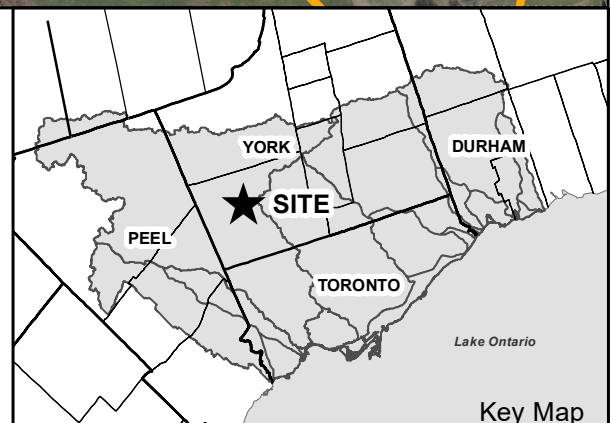 YORK
DURHAM
SITE
PEEL
TORONTO
Lake Ontario
Key Map